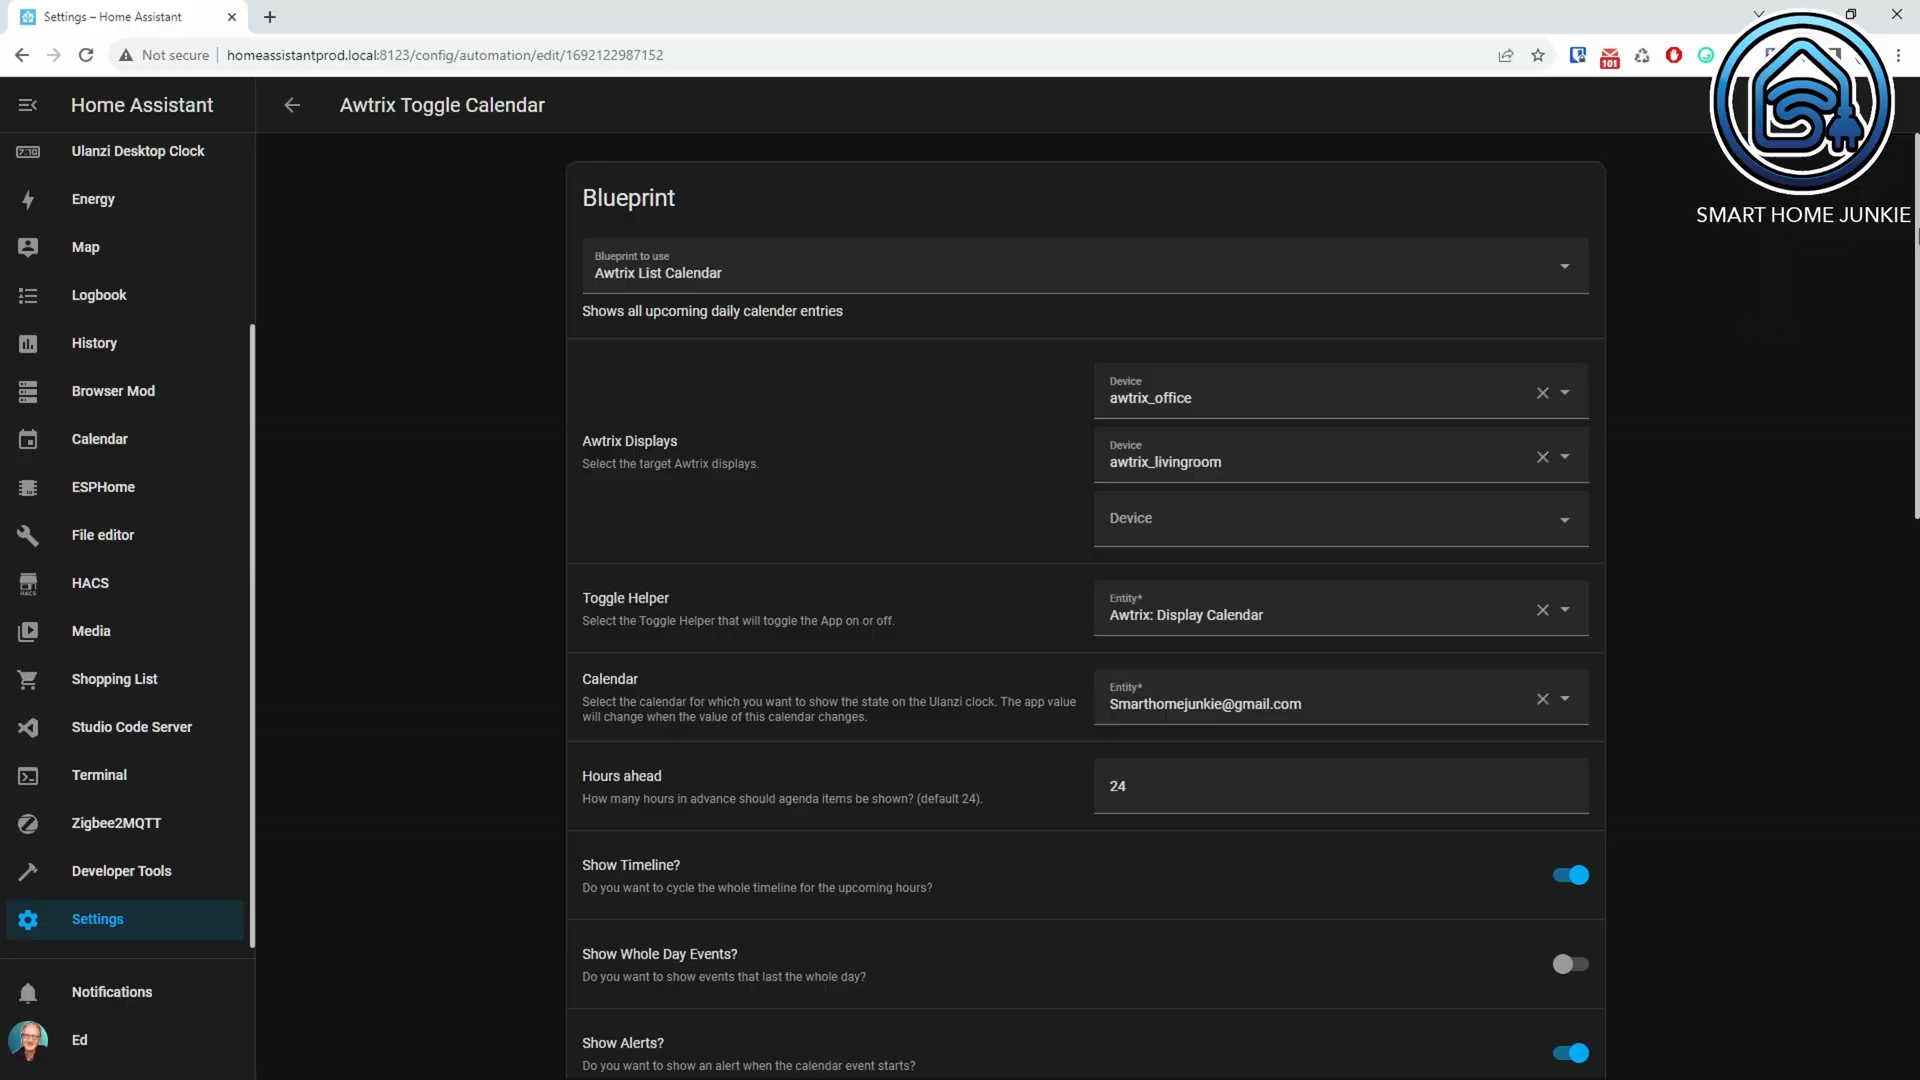 Settings – Home Assistant
Not secure
homeassistantprod.local:8123/config/automation/edit/1692122987152
101
SMART HOME JUNKIE
Home Assistant
Awtrix Toggle Calendar
7:10
Ulanzi Desktop Clock
Energy
Map
Logbook
History
Browser Mod
Calendar
ESPHome
File editor
HACS
HACS
Media
Shopping List
Studio Code Server
Terminal
Zigbee2MQTT
Developer Tools
Settings
Notifications
Ed
Blueprint
Blueprint to use
Awtrix List Calendar
Shows all upcoming daily calender entries
Awtrix Displays
Select the target Awtrix displays.
Device
awtrix_office
Device
awtrix_livingroom
Device
Toggle Helper
Select the Toggle Helper that will toggle the App on or off.
Entity*
Awtrix: Display Calendar
Calendar
Select the calendar for which you want to show the state on the Ulanzi clock. The app value
will change when the value of this calendar changes.
Entity*
Smarthomejunkie@gmail.com
Hours ahead
How many hours in advance should agenda items be shown? (default 24).
24
Show Timeline?
Do you want to cycle the whole timeline for the upcoming hours?
Show Whole Day Events?
Do you want to show events that last the whole day?
Show Alerts?
Do you want to show an alert when the calendar event starts?